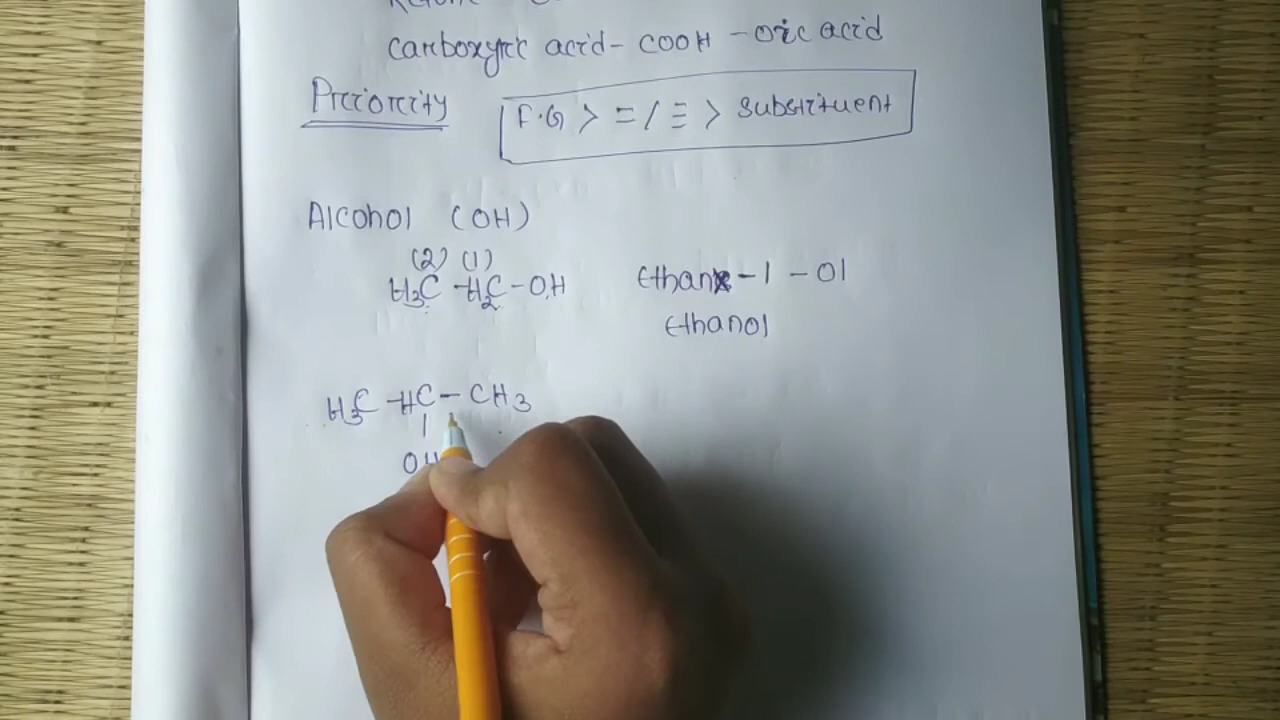 Carboxylic acid - COOH - Oic acid
Priority
F.G > = / ≡ > Substituent
Alcohol (OH)
(2) (1)
H3C - H2C - OH Ethan - 1 - ol
Ethanol
H3C - HC - CH3
OH